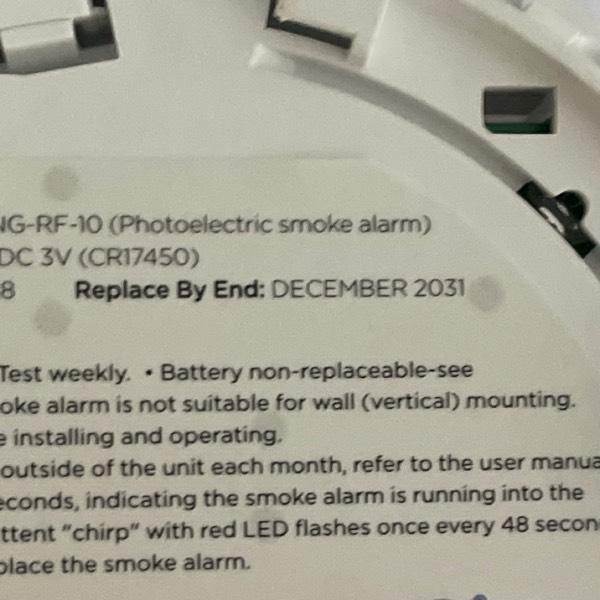 NG-RF-10 (Photoelectric smoke alarm)
DC 3V (CR17450)
8 Replace By End: DECEMBER 2031
Test weekly. • Battery non-replaceable-see
oke alarm is not suitable for wall (vertical) mounting.
e installing and operating.
outside of the unit each month, refer to the user manua
econds, indicating the smoke alarm is running into the
ttent "chirp" with red LED flashes once every 48 secon
place the smoke alarm.